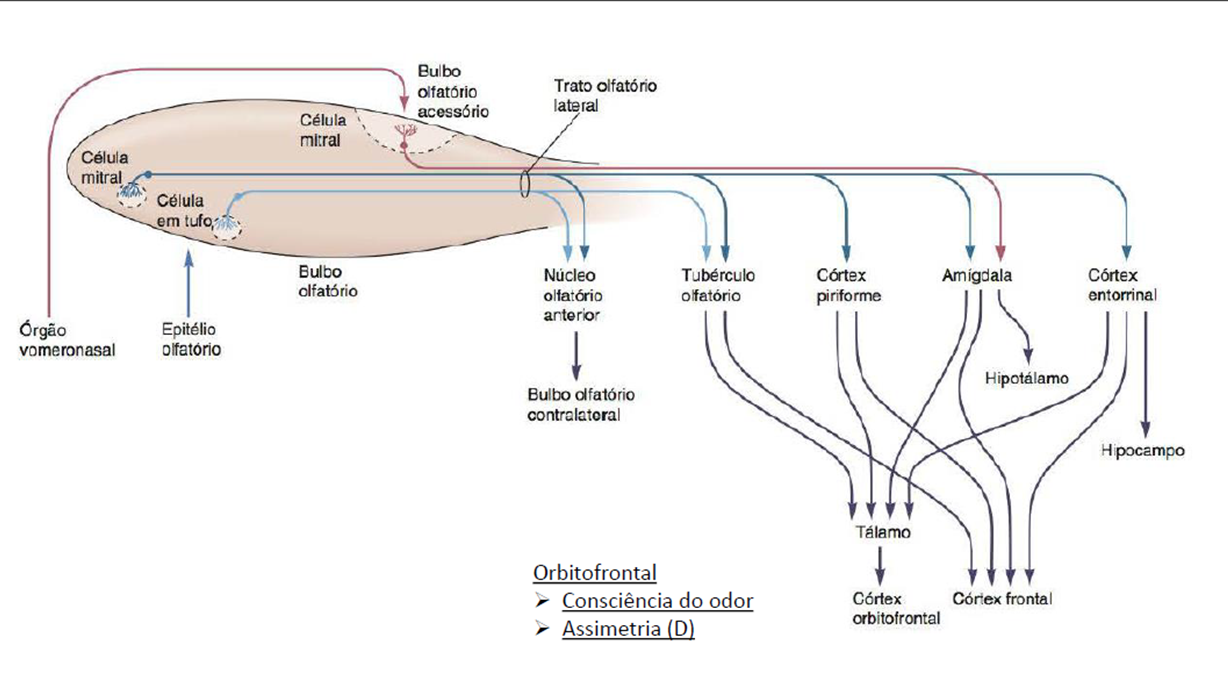 Bulbo
olfatório
acessório
Trato olfatório
lateral
Célula
mitral
Célula
mitral
Célula
em tufo
Bulbo
olfatório
Órgão
vomeronasal
Epitélio
olfatório
Núcleo
olfatório
anterior
Tubérculo
olfatório
Córtex
piriforme
Amígdala
Córtex
entorrinal
Bulbo olfatório
contralateral
Hipotálamo
Hipocampo
Tálamo
Córtex
orbitofrontal
Córtex frontal
Orbitofrontal
➢ Consciência do odor
➢ Assimetria (D)